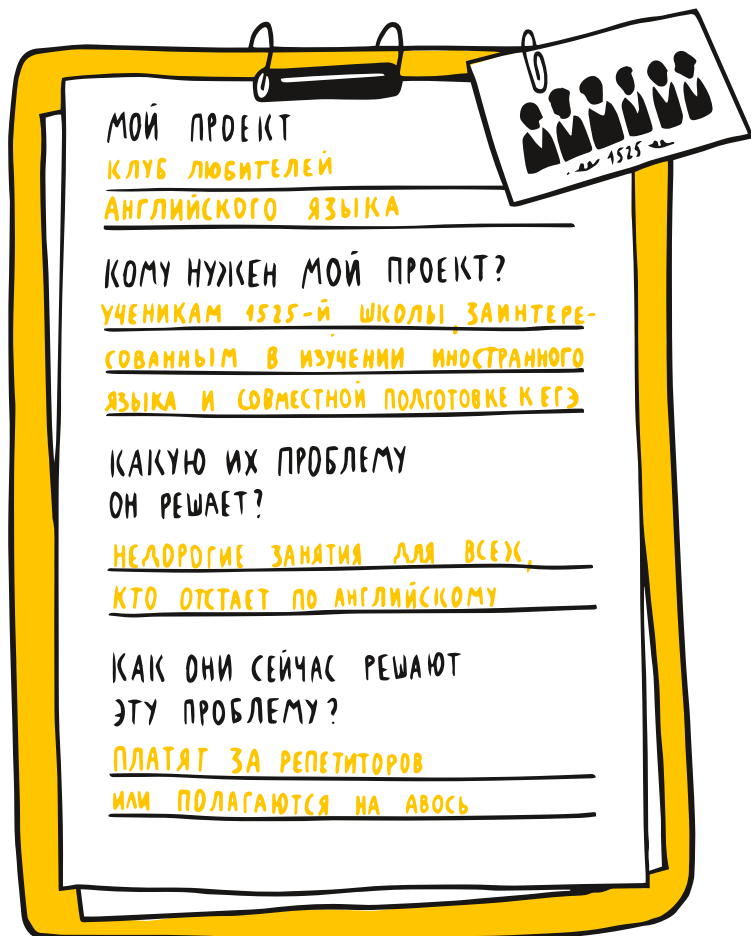 1525
МОЙ ПРОЕКТ
КЛУБ ЛЮБИТЕЛЕЙ
АНГЛИЙСКОГО ЯЗЫКА
КОМУ НУЖЕН МОЙ ПРОЕКТ?
УЧЕНИКАМ 1525-Й ШКОЛЫ, ЗАИНТЕРЕ-
СОВАННЫМ В ИЗУЧЕНИИ ИНОСТРАННОГО
ЯЗЫКА И СОВМЕСТНОЙ ПОДГОТОВКЕ К ЕГЭ
КАКУЮ ИХ ПРОБЛЕМУ
ОН РЕШАЕТ?
НЕДОРОГИЕ ЗАНЯТИЯ ДЛЯ ВСЕХ,
КТО ОТСТАЕТ ПО АНГЛИЙСКОМУ
КАК ОНИ СЕЙЧАС РЕШАЮТ
ЭТУ ПРОБЛЕМУ?
ПЛАТЯТ ЗА РЕПЕТИТОРОВ
ИЛИ ПОЛАГАЮТСЯ НА АВОСЬ